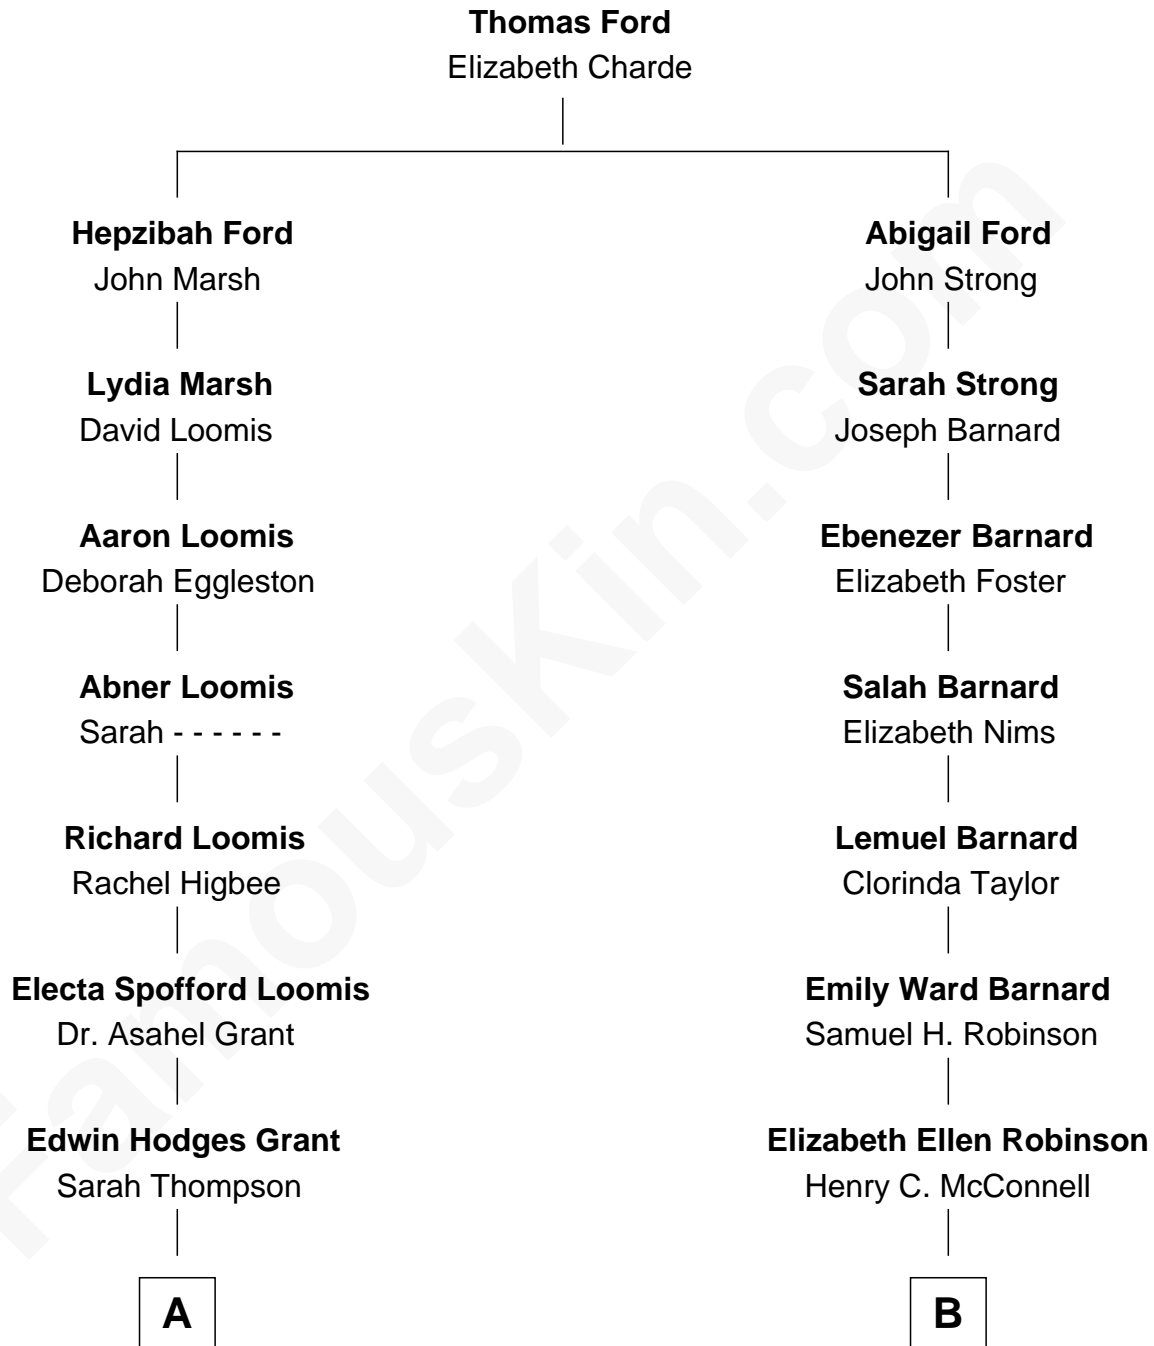 Thomas Ford
Elizabeth Charde
Hepzibah Ford
John Marsh
Abigail Ford
John Strong
Lydia Marsh
David Loomis
Sarah Strong
Joseph Barnard
Aaron Loomis
Deborah Eggleston
Ebenezer Barnard
Elizabeth Foster
Abner Loomis
Sarah - - - - - -
Salah Barnard
Elizabeth Nims
Richard Loomis
Rachel Higbee
Lemuel Barnard
Clorinda Taylor
Electa Spofford Loomis
Dr. Asahel Grant
Emily Ward Barnard
Samuel H. Robinson
Edwin Hodges Grant
Sarah Thompson
Elizabeth Ellen Robinson
Henry C. McConnell
A
B
FamousKin.com